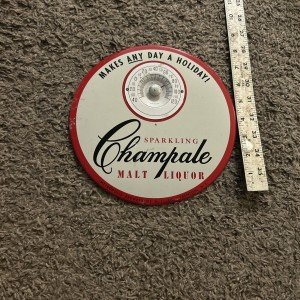 MAKES ANY DAY A HOLIDAY!
SPARKLING
Champale
MALT LIQUOR